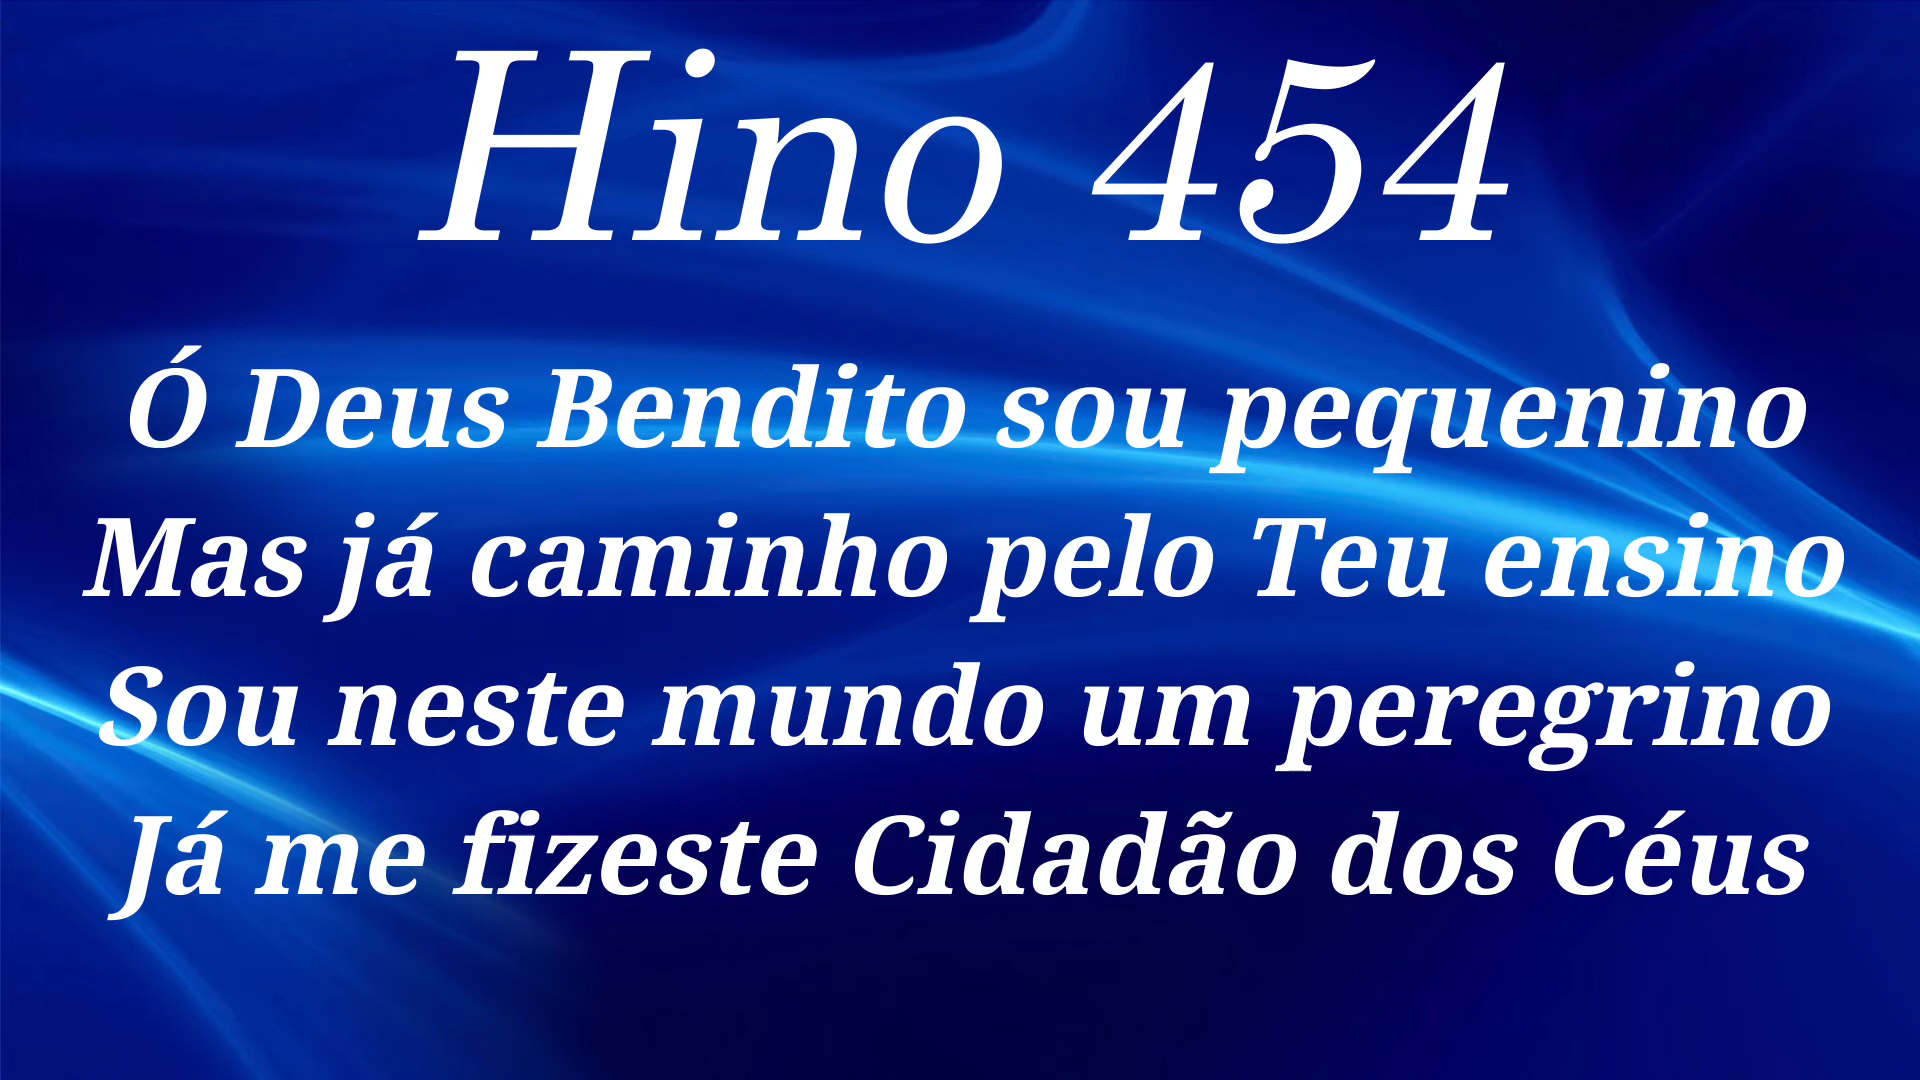 Hino 454
Ó Deus Bendito sou pequenino
Mas já caminho pelo Teu ensino
Sou neste mundo um peregrino
Já me fizeste Cidadão dos Céus